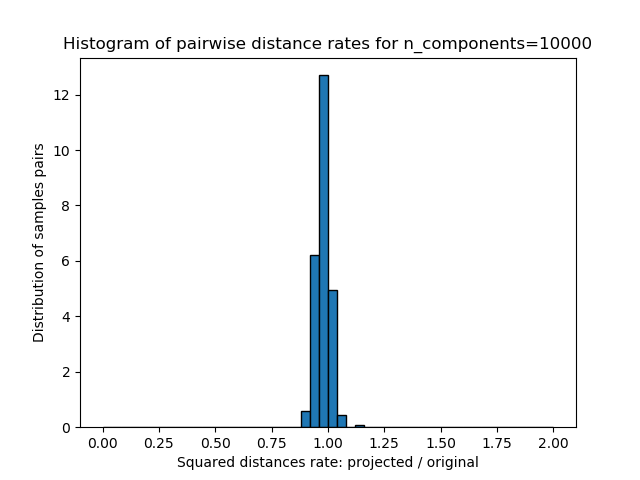 Histogram of pairwise distance rates for n_components=10000
Distribution of samples pairs
12
10
8
6
4
2
0
0.00 0.25 0.50 0.75 1.00 1.25 1.50 1.75 2.00
Squared distances rate: projected / original